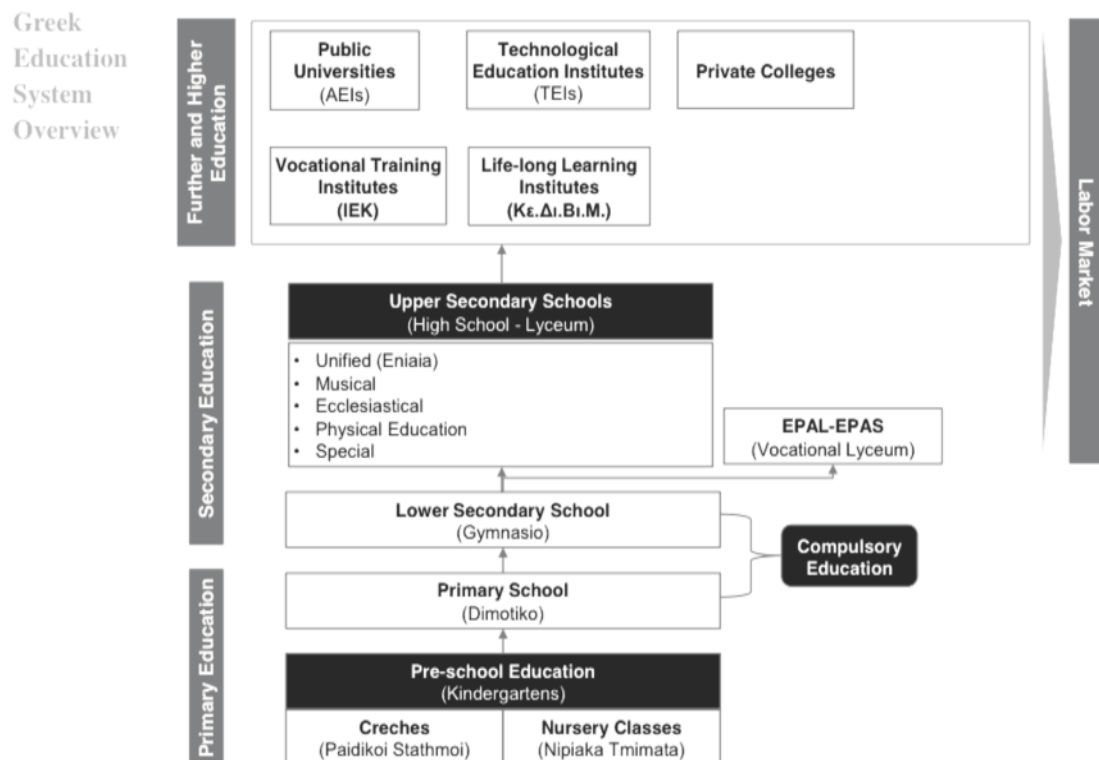 Greek
Education
System
Overview
Further and Higher
Education
Public
Universities
(AEIs)
Technological
Education Institutes
(TEIs)
Private Colleges
Vocational Training
Institutes
(IEK)
Life-long Learning
Institutes
(Κε.Δι.Βι.Μ.)
Labor Market
Secondary Education
Upper Secondary Schools
(High School - Lyceum)
• Unified (Eniaia)
• Musical
• Ecclesiastical
• Physical Education
• Special
EPAL-EPAS
(Vocational Lyceum)
Lower Secondary School
(Gymnasio)
Compulsory
Education
Primary Education
Primary School
(Dimotiko)
Pre-school Education
(Kindergartens)
Creches
(Paidikoi Stathmoi)
Nursery Classes
(Nipiaka Tmimata)